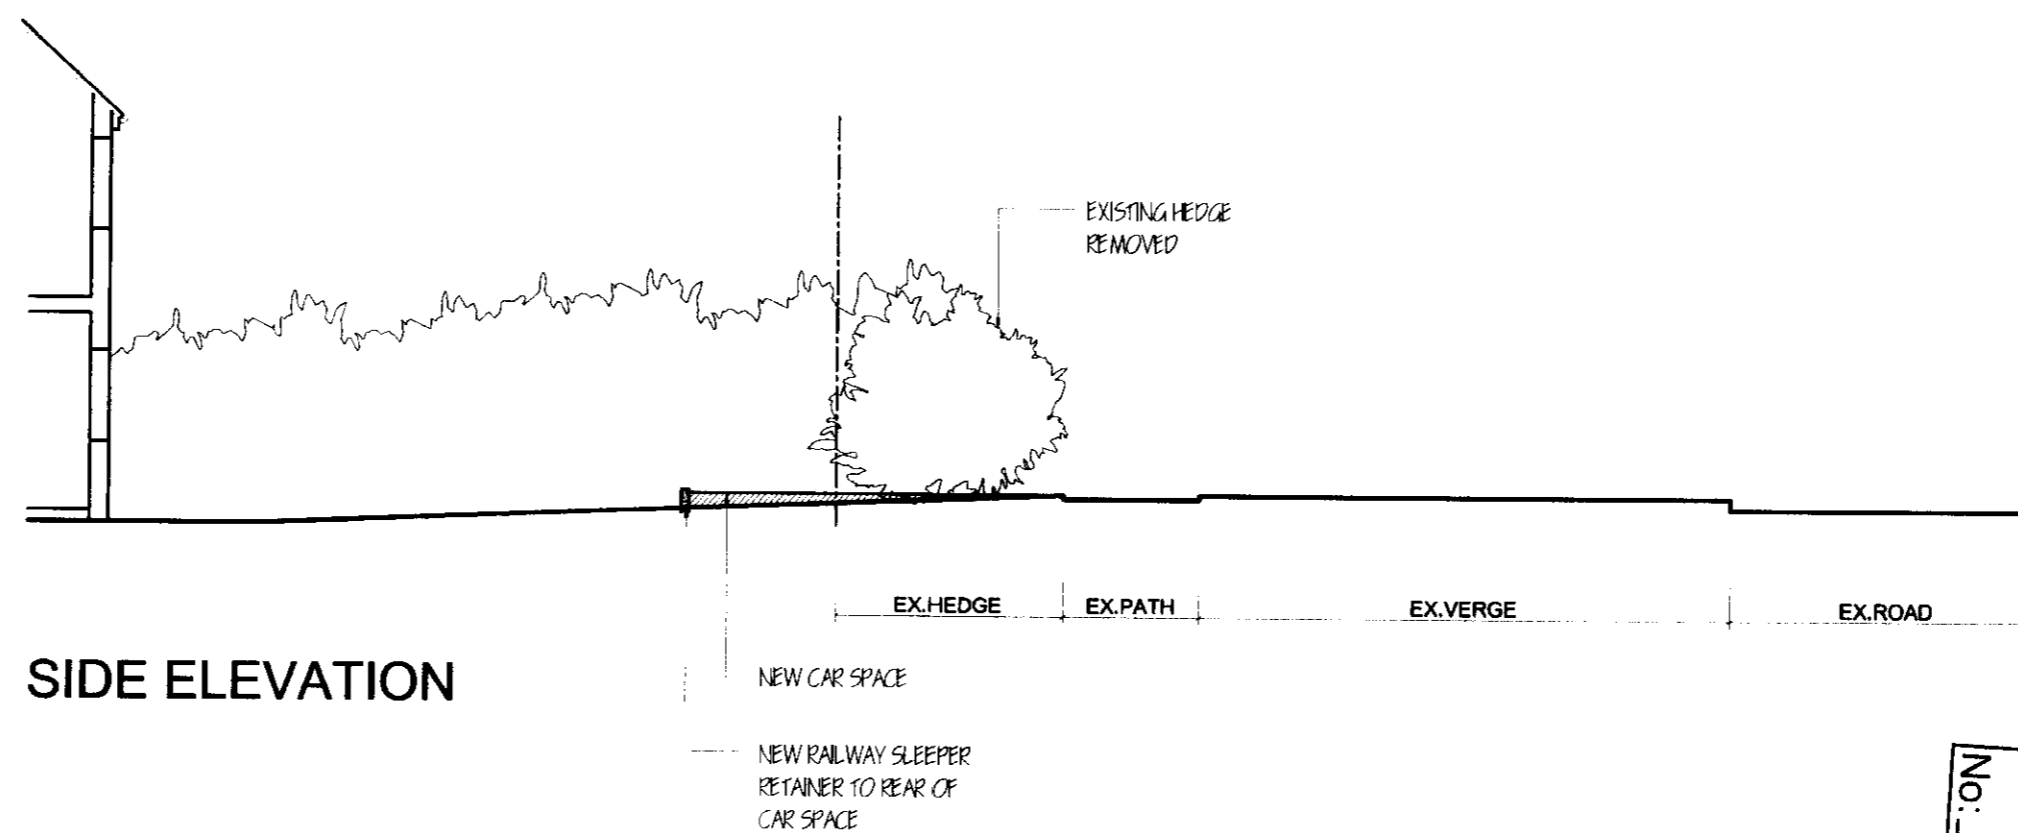 EXISTING HEDGE
REMOVED
EX.HEDGE
EX.PATH
EX.VERGE
EX.ROAD
SIDE ELEVATION
NEW CAR SPACE
NEW RAILWAY SLEEPER
RETAINER TO REAR OF
CAR SPACE
No: